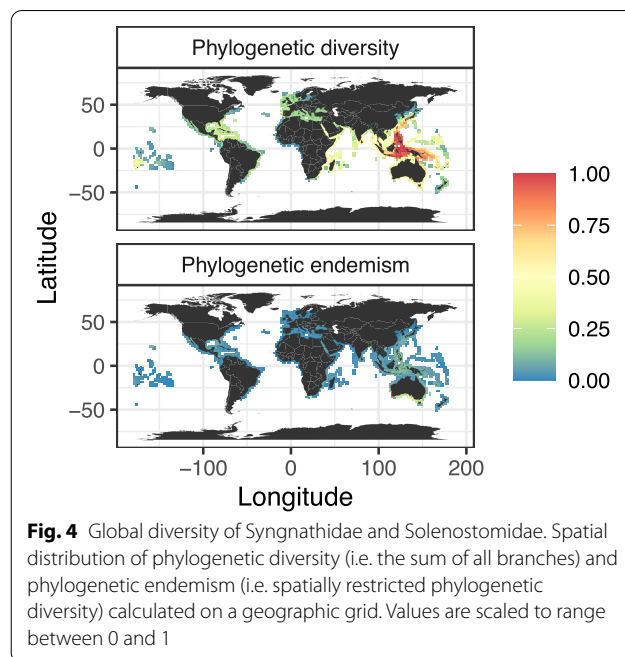 Phylogenetic diversity
50
0
−50
Phylogenetic endemism
50
0
−50
−100 0 100 200
Longitude
Latitude
1.00
0.75
0.50
0.25
0.00
Fig. 4 Global diversity of Syngnathidae and Solenostomidae. Spatial
distribution of phylogenetic diversity (i.e. the sum of all branches) and
phylogenetic endemism (i.e. spatially restricted phylogenetic
diversity) calculated on a geographic grid. Values are scaled to range
between 0 and 1